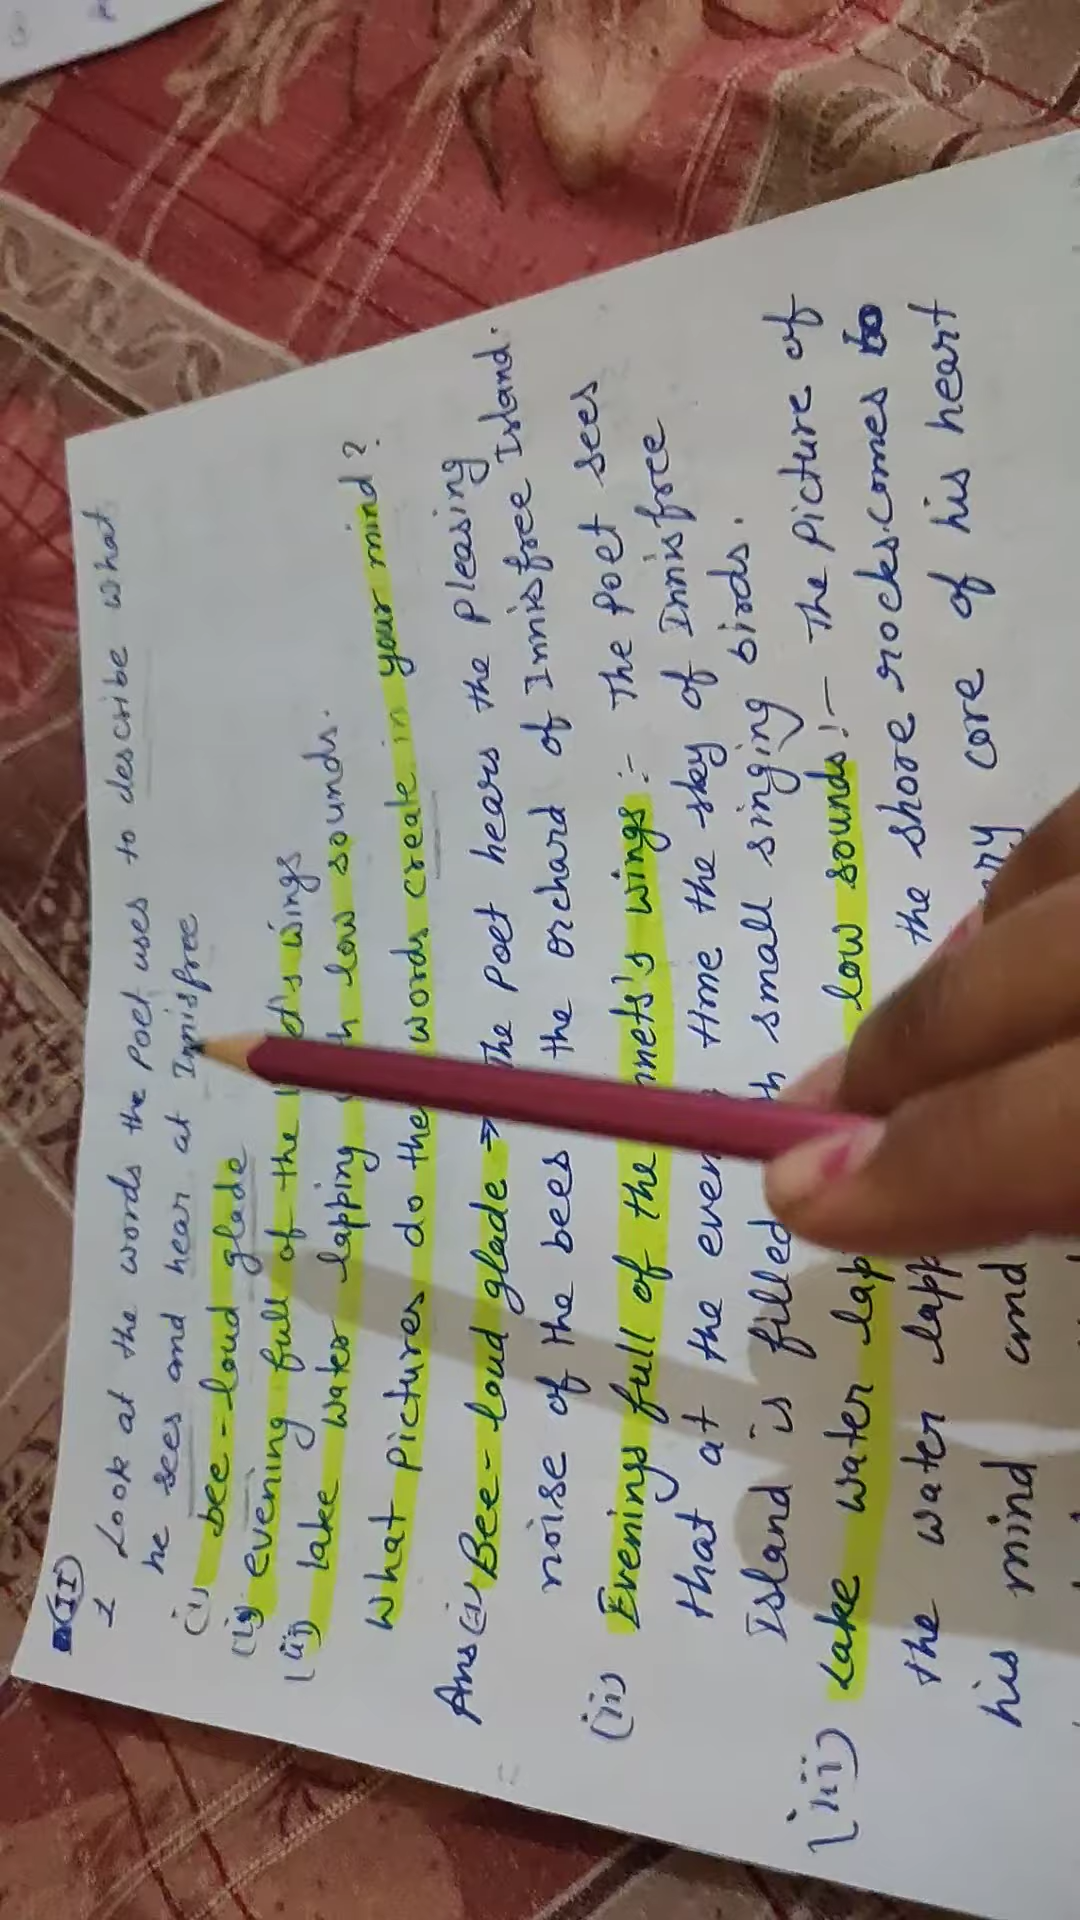 (II)
1 Look at the words the Poet uses to describe what
he sees and hear at Innisfree
(i) bee-loud glade
(ii) evening full of the wings
(iii) lake water lapping low sounds.
What Pictures do the words create in your mind?
Ans (i) Bee-loud glade → The Poet hears the pleasing
noise of the bees the orchard of Innisfree Island.
(ii) Evenings full of the wings :- The Poet sees
that at the time the sky of Innisfree
Island is filled small singing birds.
(iii) Lake water low sounds :- The Picture of
the water the shore rocks comes to
his mind and core of his heart